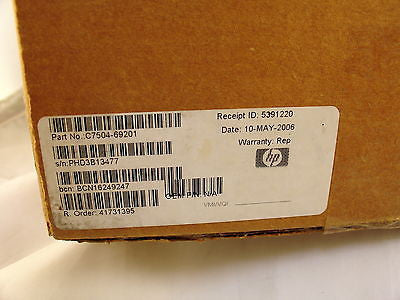 Part No.:C7504-69201
Receipt ID: 5391220
s/n:PHD3B13477
Date: 10-MAY-2006
Warranty: Rep
hp
bcn: BCN16249247
OEM P/N: N/A
R. Order: 41731395